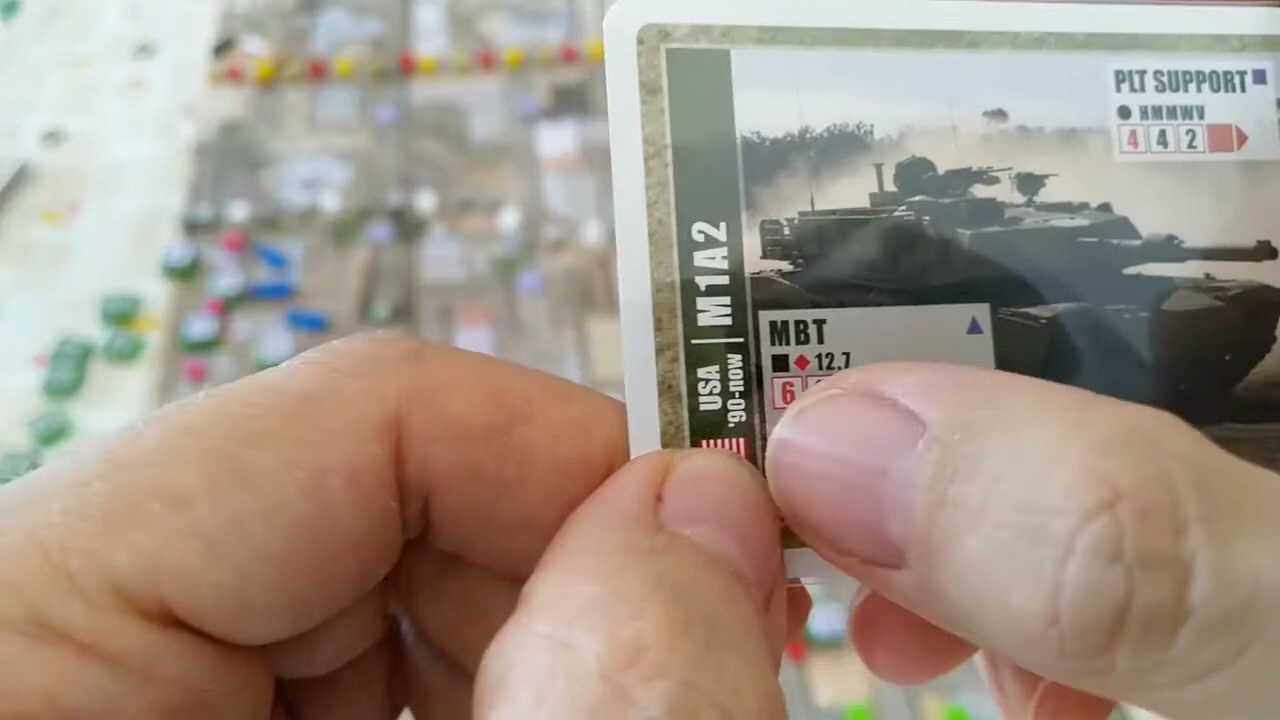 PLT SUPPORT
HMMWV
4 4 2
USA | M1A2
'90-now
MBT
12.7
6